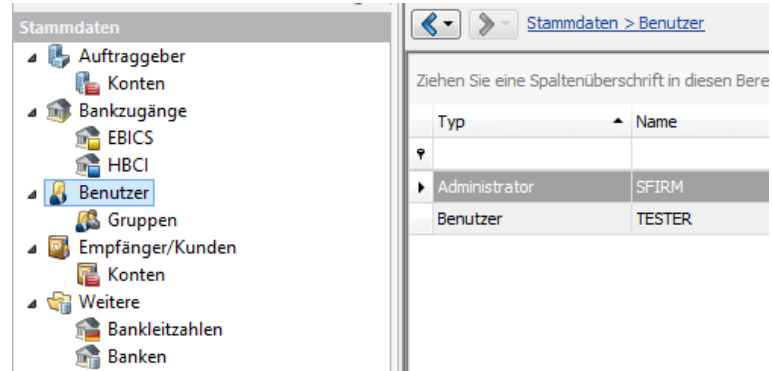 Stammdaten
Auftraggeber
Konten
Bankzugänge
EBICS
HBCI
Benutzer
Gruppen
Empfänger/Kunden
Konten
Weitere
Bankleitzahlen
Banken
Stammdaten > Benutzer
Ziehen Sie eine Spaltenüberschrift in diesen Bere
Typ Name
Administrator SFIRM
Benutzer TESTER